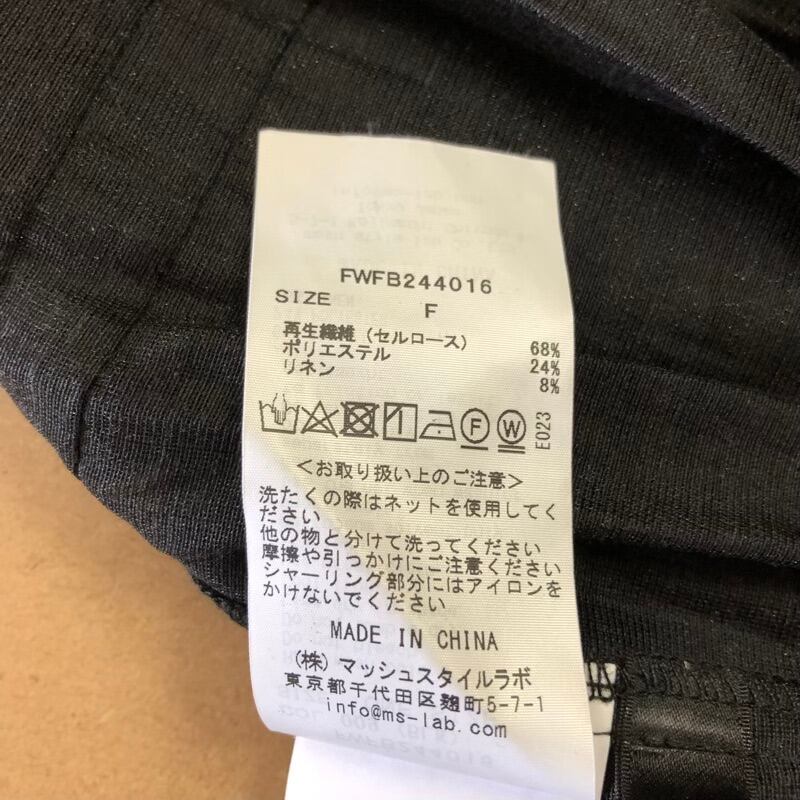 FWFB244016
SIZE F
再生繊維 (セルロース) 68%
ポリエステル 24%
リネン 8%
F W E023
＜お取り扱い上のご注意＞
洗たくの際はネットを使用してく
ださい
他の物と分けて洗ってください
摩擦や引っかけにご注意ください
シャーリング部分にはアイロンを
かけないでください
MADE IN CHINA
(株) マッシュスタイルラボ
東京都千代田区麹町5-7-1
info@ms-lab.com